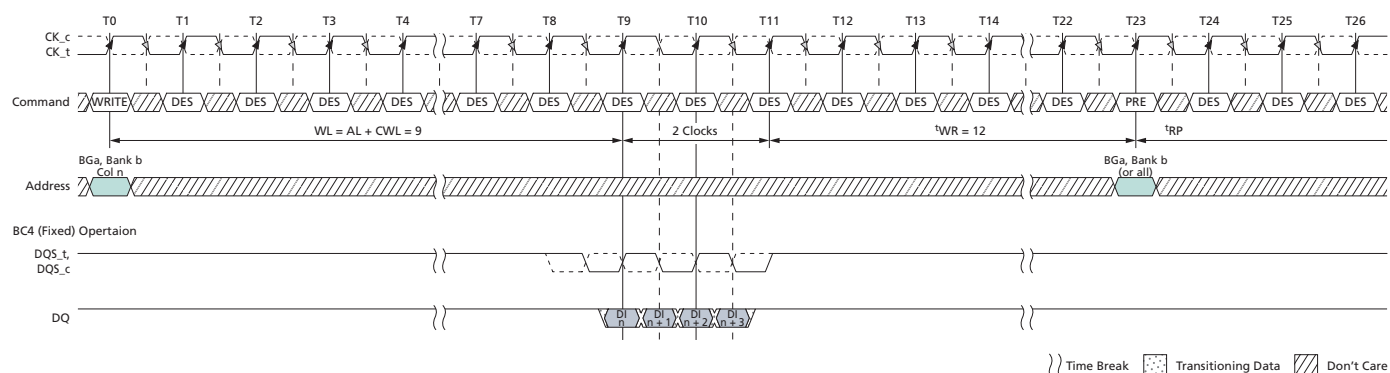 T0 T1 T2 T3 T4 T7 T8 T9 T10 T11 T12 T13 T14 T22 T23 T24 T25 T26
CK_c
CK_t
Command WRITE DES DES DES DES DES DES DES DES DES DES DES DES DES PRE DES DES DES
WL = AL + CWL = 9 2 Clocks tWR = 12 tRP
BGa, Bank b
Col n
BGa, Bank b
(or all)
Address
BC4 (Fixed) Opertaion
DQS_t,
DQS_c
DQ
DI
n
DI
n + 1
DI
n + 2
DI
n + 3
Time Break Transitioning Data Don't Care